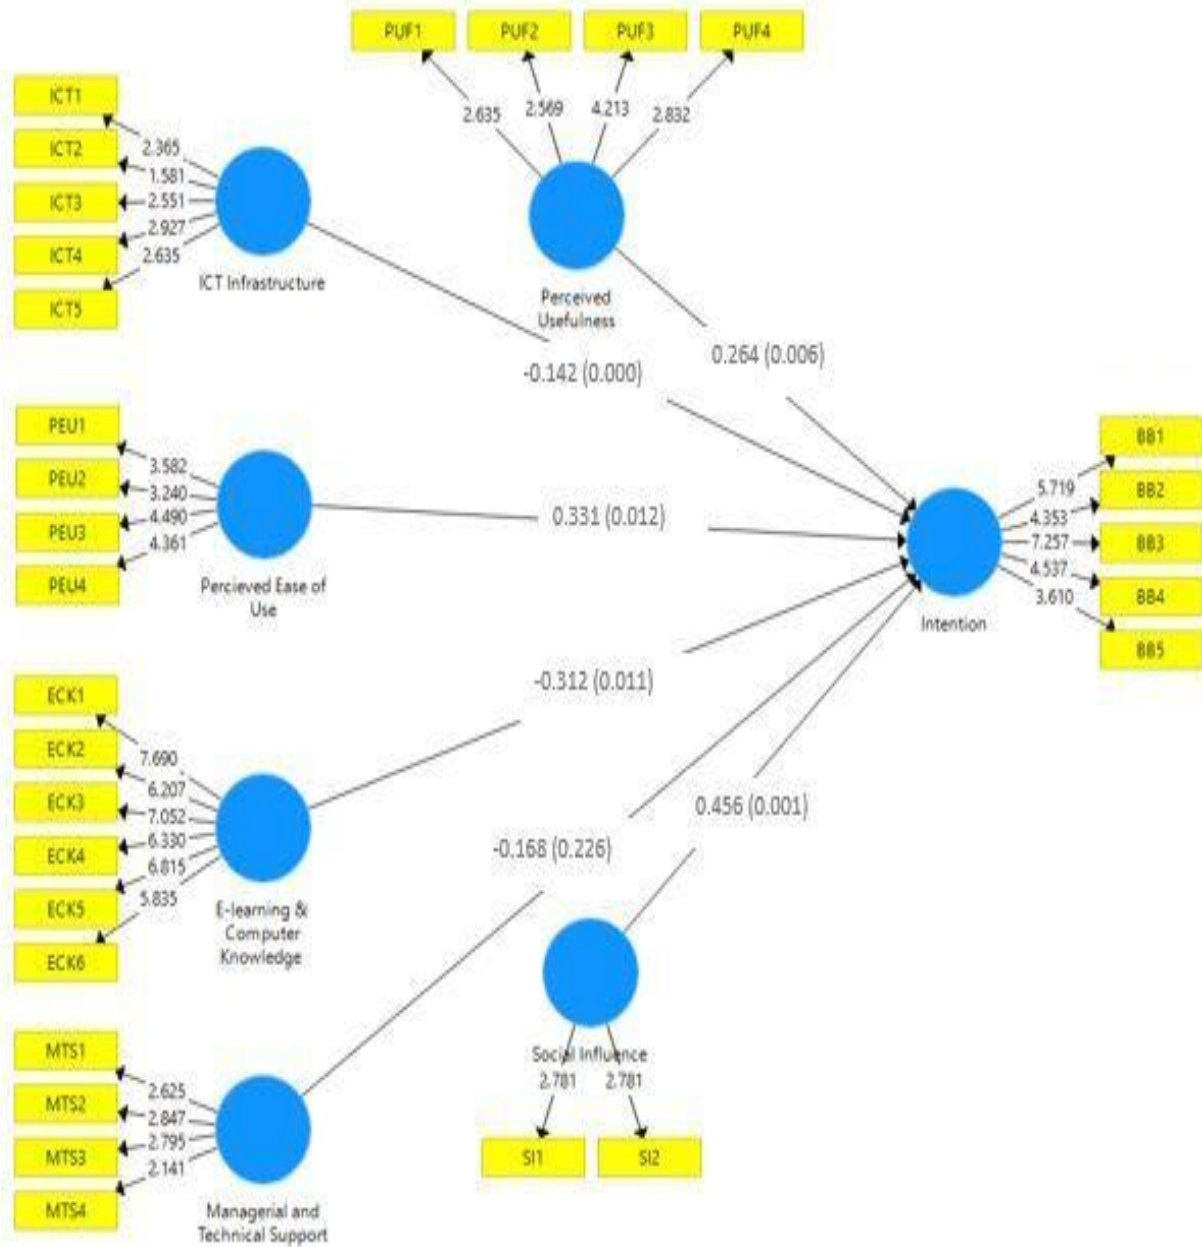 PUF1
PUF2
PUF3
PUF4
2.635
2.569
4.213
2.832
Perceived
Usefulness
ICT1
ICT2
ICT3
ICT4
ICT5
2.365
1.581
2.551
2.927
2.635
ICT Infrastructure
-0.142 (0.000)
0.264 (0.006)
PEU1
PEU2
PEU3
PEU4
3.582
3.240
4.490
4.361
Percieved Ease of
Use
0.331 (0.012)
BB1
BB2
BB3
BB4
BB5
5.719
4.353
7.257
4.537
3.610
Intention
ECK1
ECK2
ECK3
ECK4
ECK5
ECK6
7.690
6.207
7.052
6.330
6.815
5.835
E-learning &
Computer
Knowledge
-0.312 (0.011)
0.456 (0.001)
-0.168 (0.226)
MTS1
MTS2
MTS3
MTS4
2.625
2.847
2.795
2.141
Managerial and
Technical Support
Social Influence
2.781
2.781
SI1
SI2